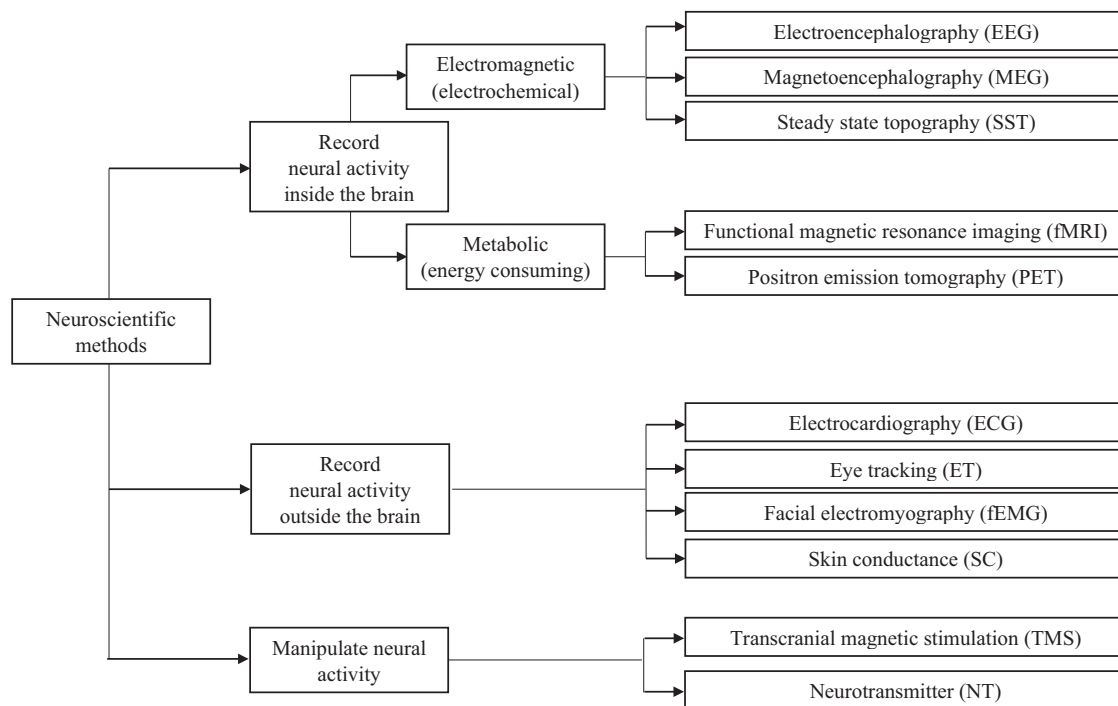 Neuroscientific
methods
Record
neural activity
inside the brain
Electromagnetic
(electrochemical)
Electroencephalography (EEG)
Magnetoencephalography (MEG)
Steady state topography (SST)
Metabolic
(energy consuming)
Functional magnetic resonance imaging (fMRI)
Positron emission tomography (PET)
Record
neural activity
outside the brain
Electrocardiography (ECG)
Eye tracking (ET)
Facial electromyography (fEMG)
Skin conductance (SC)
Manipulate neural
activity
Transcranial magnetic stimulation (TMS)
Neurotransmitter (NT)